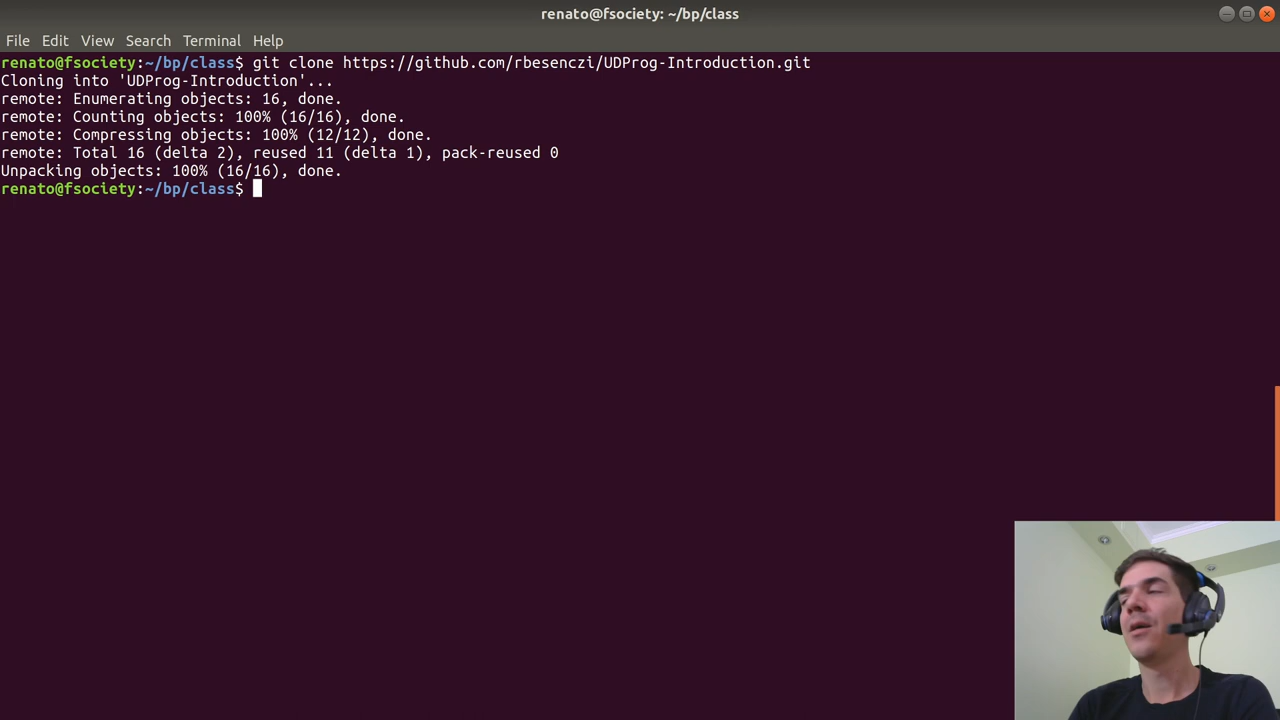 renato@fsociety: ~/bp/class
File Edit View Search Terminal Help
renato@fsociety:~/bp/class$ git clone https://github.com/rbesenczi/UDProg-Introduction.git
Cloning into 'UDProg-Introduction'...
remote: Enumerating objects: 16, done.
remote: Counting objects: 100% (16/16), done.
remote: Compressing objects: 100% (12/12), done.
remote: Total 16 (delta 2), reused 11 (delta 1), pack-reused 0
Unpacking objects: 100% (16/16), done.
renato@fsociety:~/bp/class$